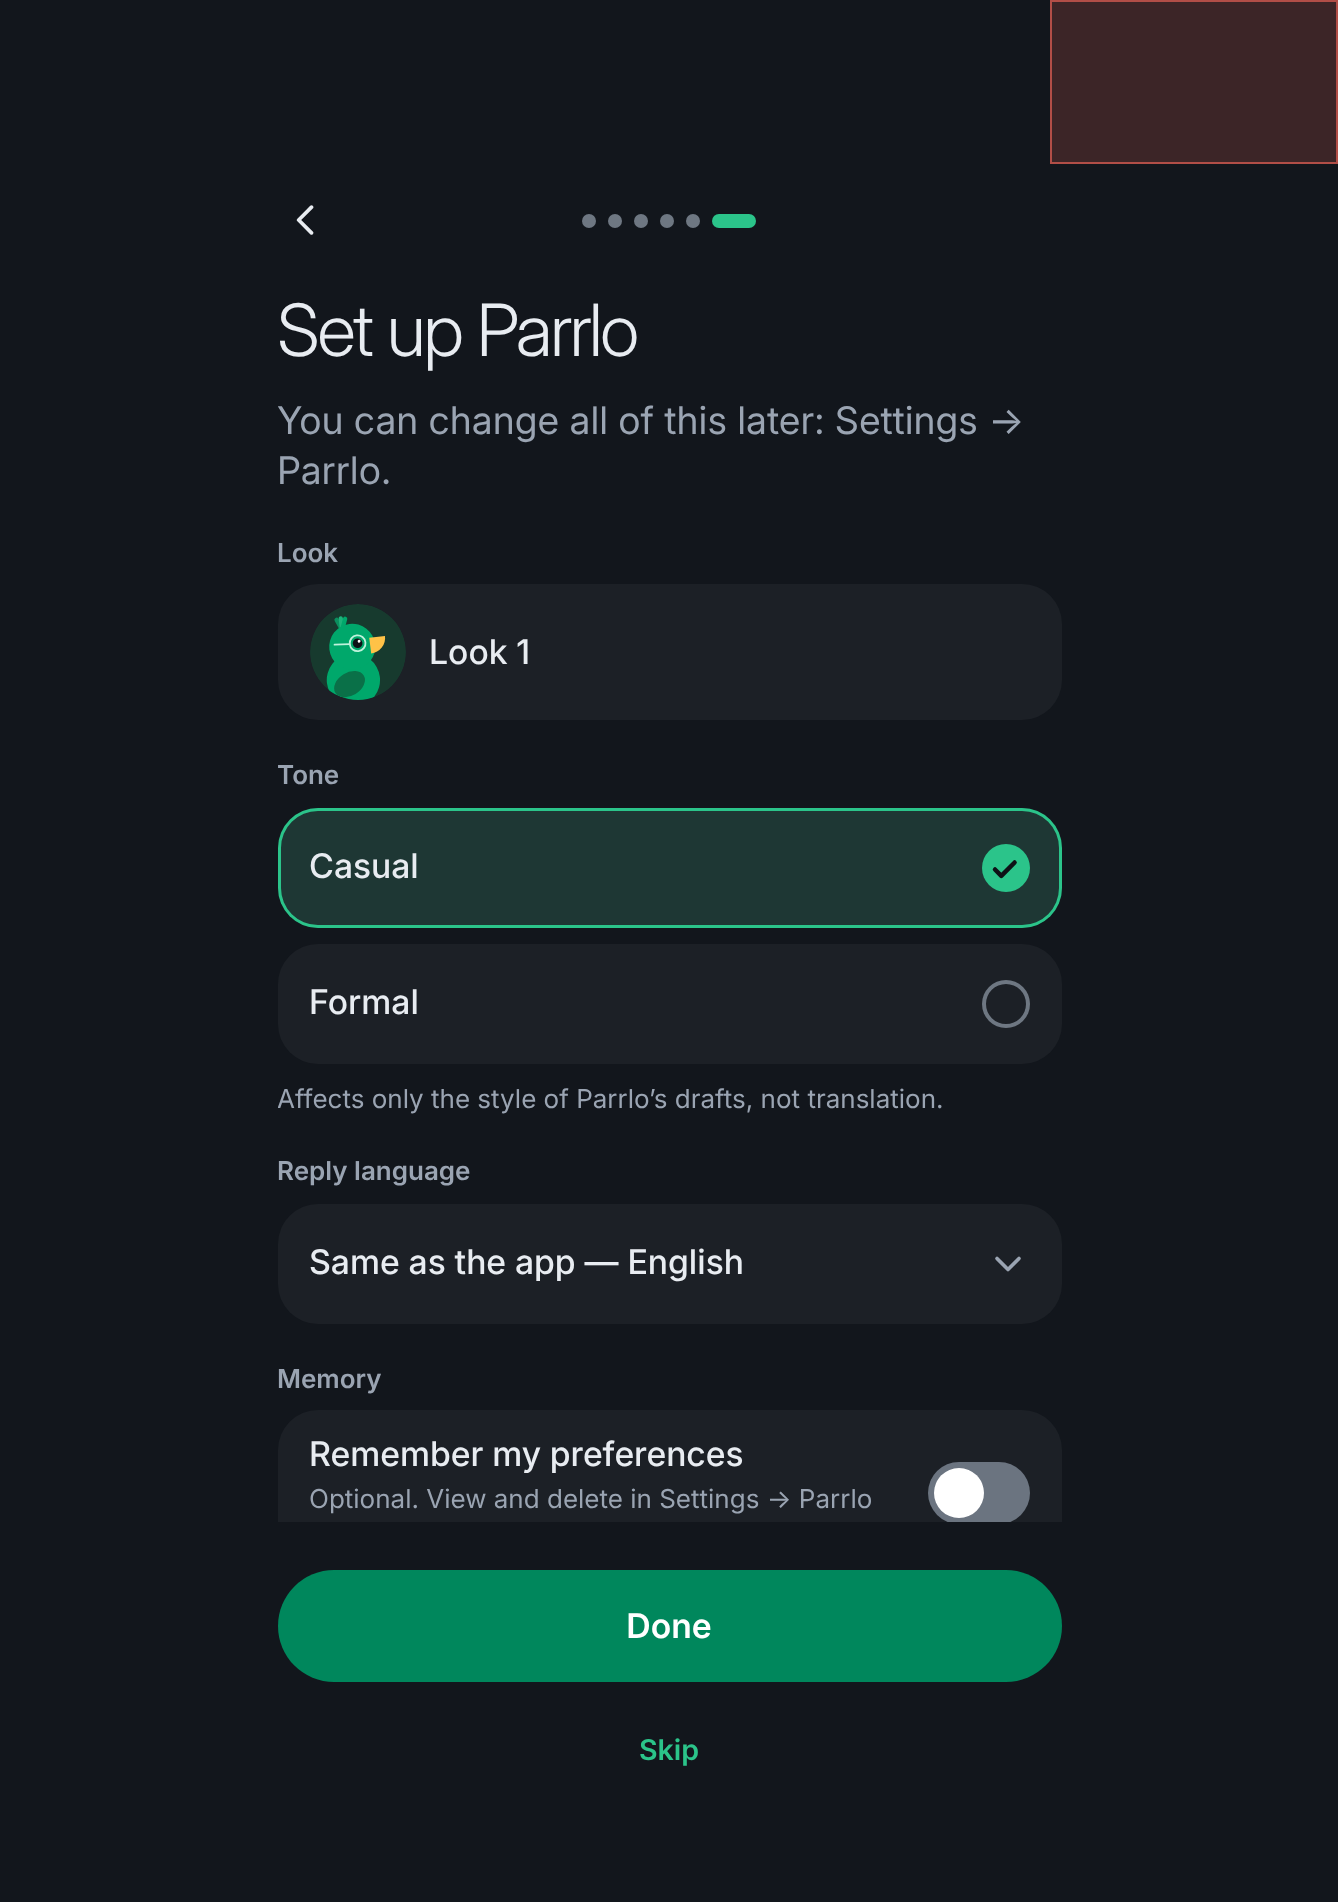 Set up Parrlo
You can change all of this later: Settings →
Parrlo.
Look
Look 1
Tone
Casual
Formal
Affects only the style of Parrlo’s drafts, not translation.
Reply language
Same as the app — English
Memory
Remember my preferences
Optional. View and delete in Settings → Parrlo
Done
Skip